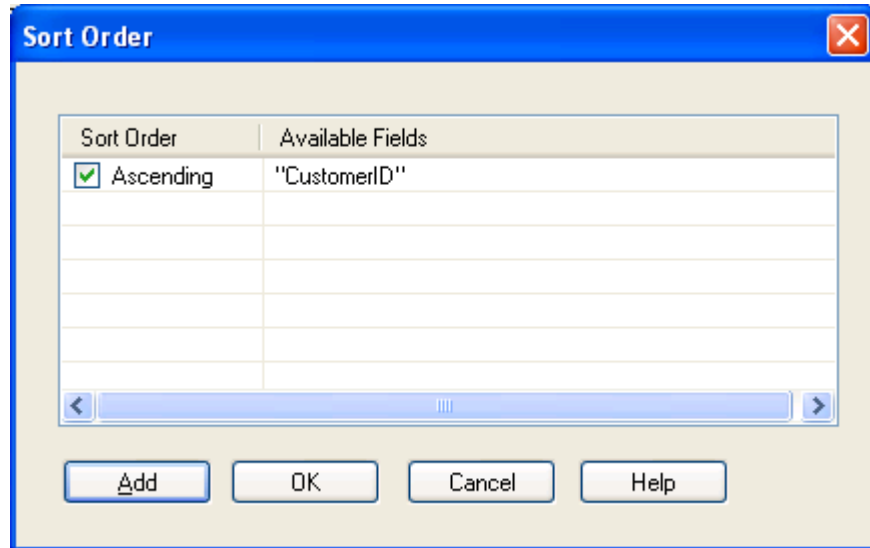 Sort Order
Sort Order Available Fields
Ascending "CustomerID"
Add OK Cancel Help